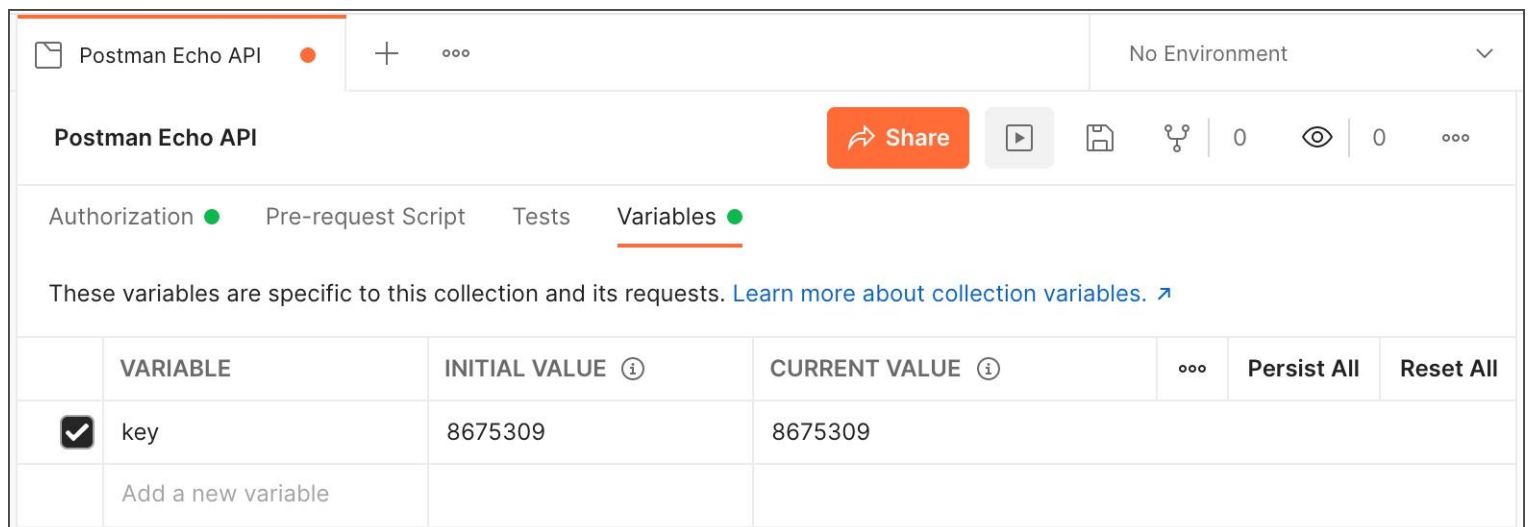 Postman Echo API
No Environment
Postman Echo API
Share
0
0
Authorization Pre-request Script Tests Variables
These variables are specific to this collection and its requests. Learn more about collection variables. ↗
VARIABLE INITIAL VALUE CURRENT VALUE Persist All Reset All
key 8675309 8675309
Add a new variable